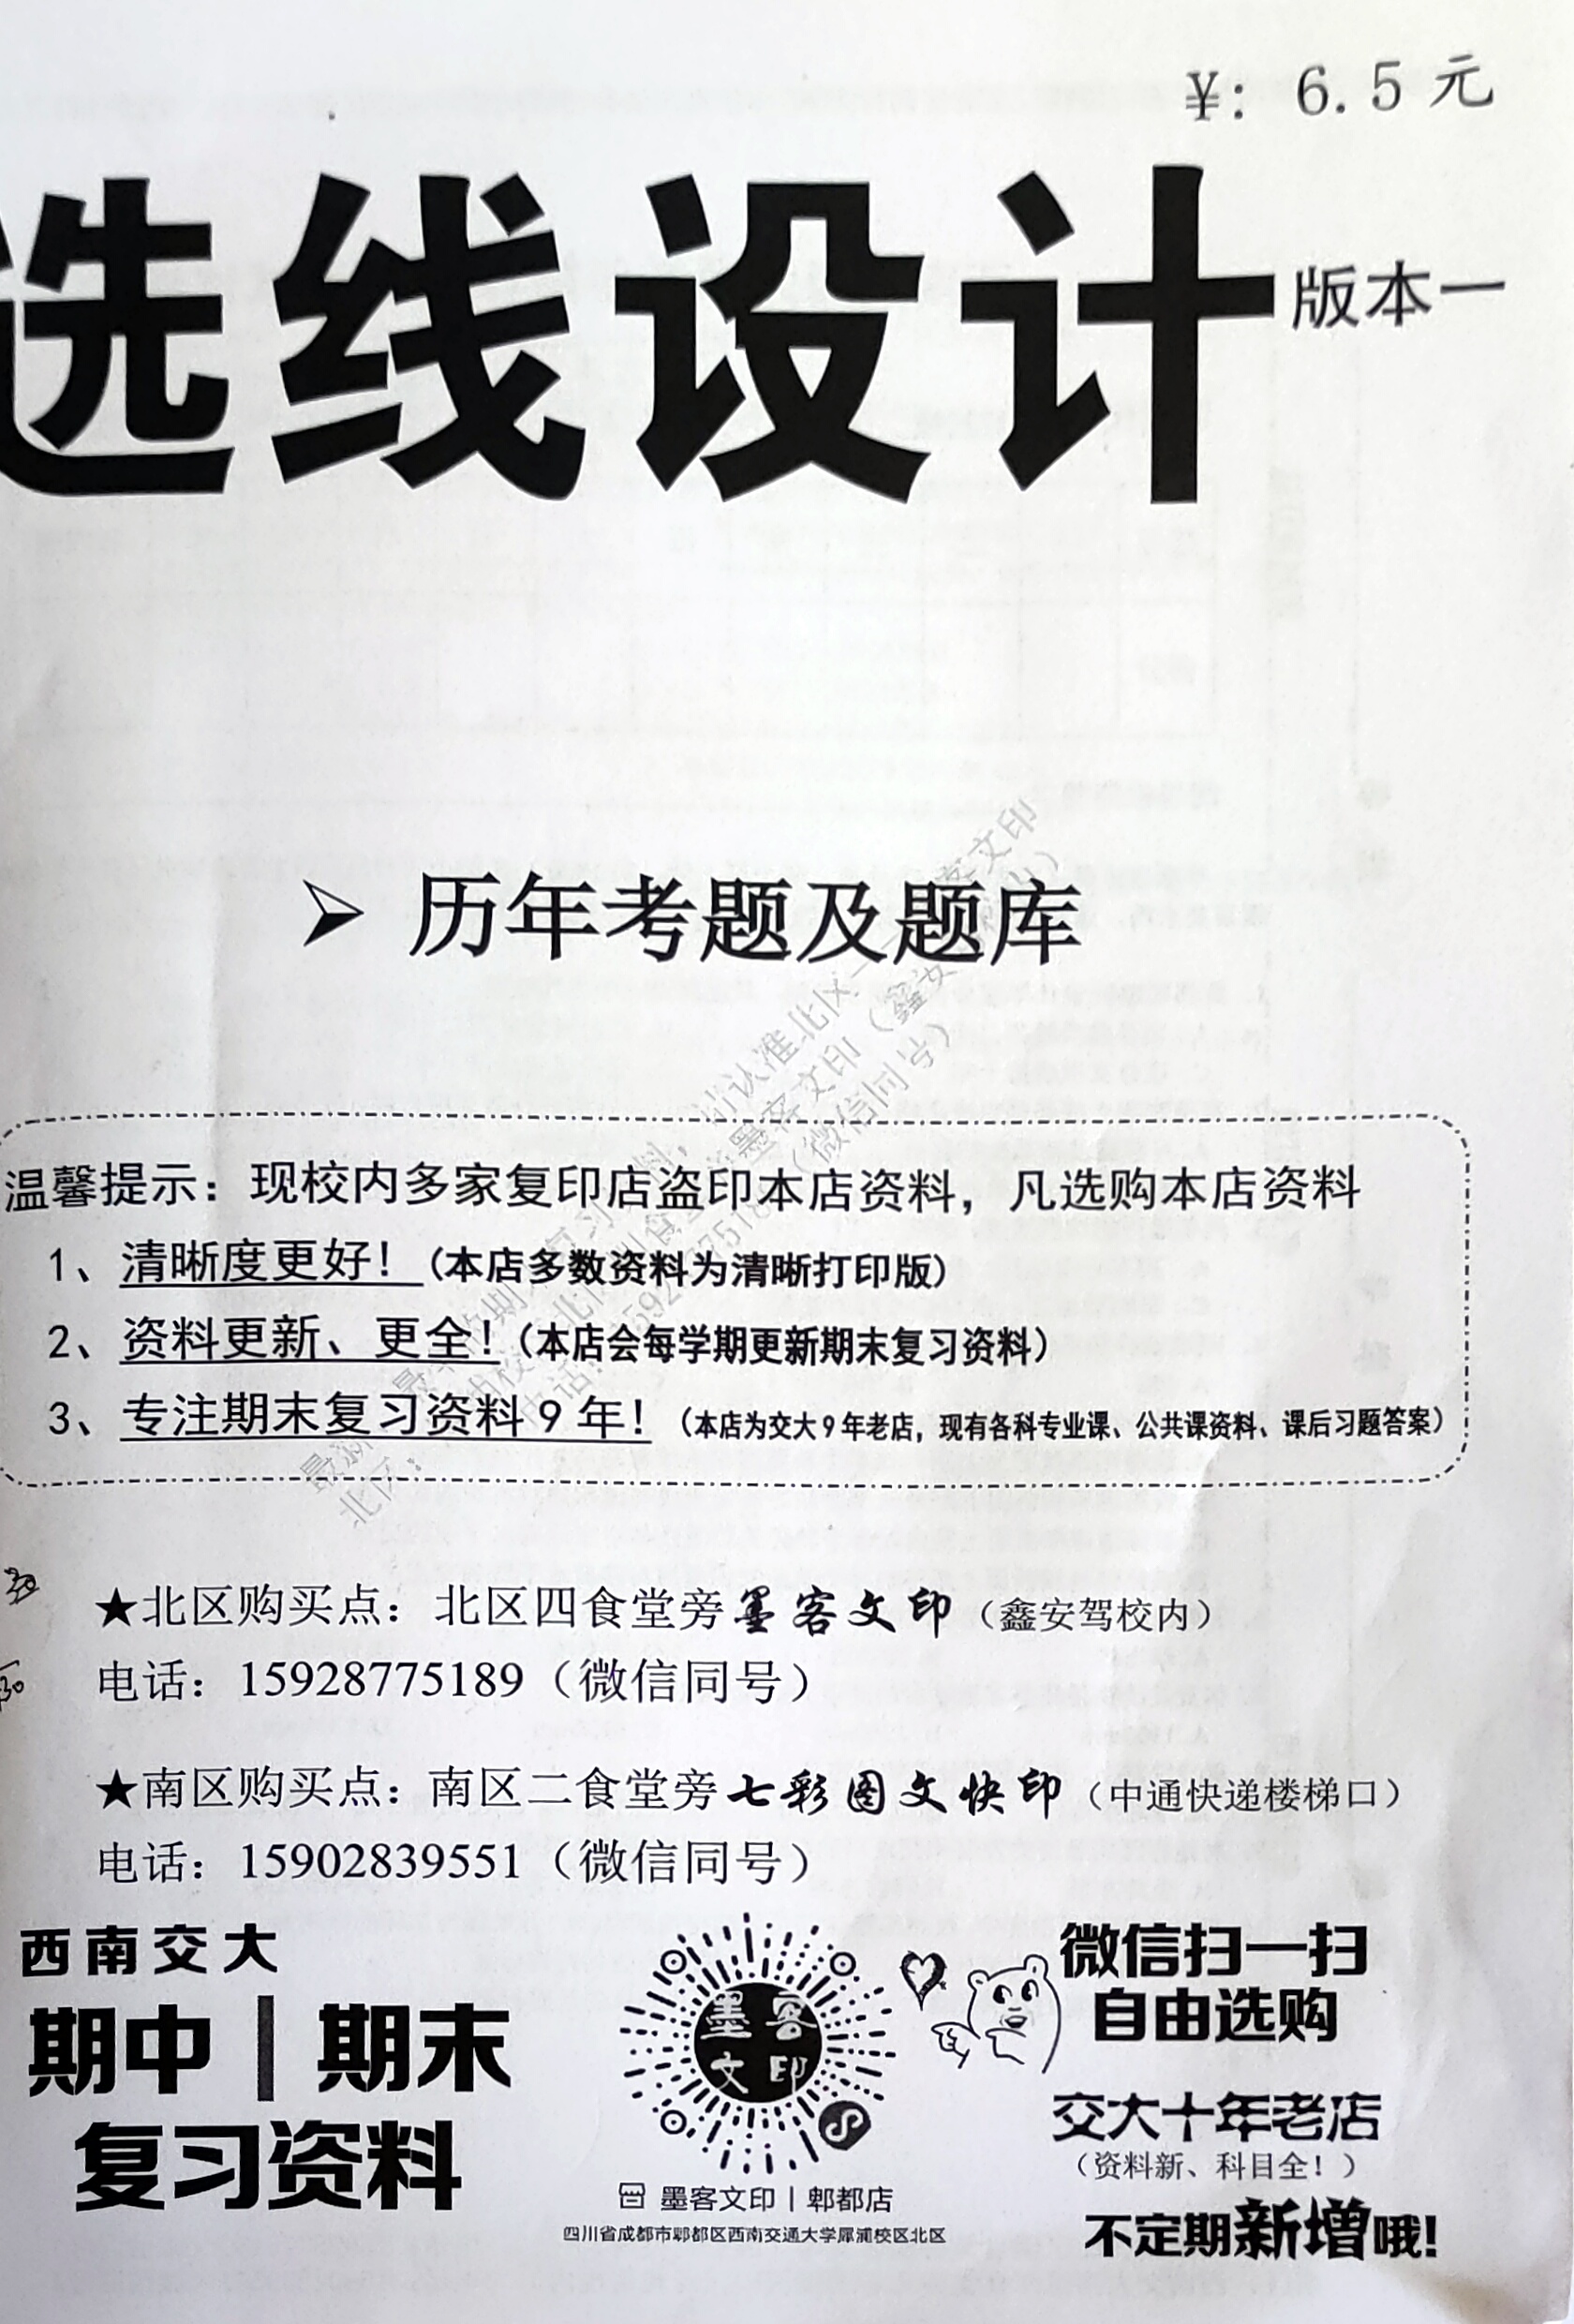 ¥: 6.5元
选线设计版本一
➢ 历年考题及题库
温馨提示：现校内多家复印店盗印本店资料，凡选购本店资料
1、清晰度更好！(本店多数资料为清晰打印版)
2、资料更新、更全！(本店会每学期更新期末复习资料)
3、专注期末复习资料9年！（本店为交大9年老店，现有各科专业课、公共课资料、课后习题答案）
★北区购买点：北区四食堂旁墨客文印（鑫安驾校内）
电话：15928775189（微信同号）
★南区购买点：南区二食堂旁七彩图文快印（中通快递楼梯口）
电话：15902839551（微信同号）
西南交大
期中｜期末
复习资料
墨客
文印
墨客文印｜郫都店
四川省成都市郫都区西南交通大学犀浦校区北区
微信扫一扫
自由选购
交大十年老店
（资料新、科目全！）
不定期新增哦!